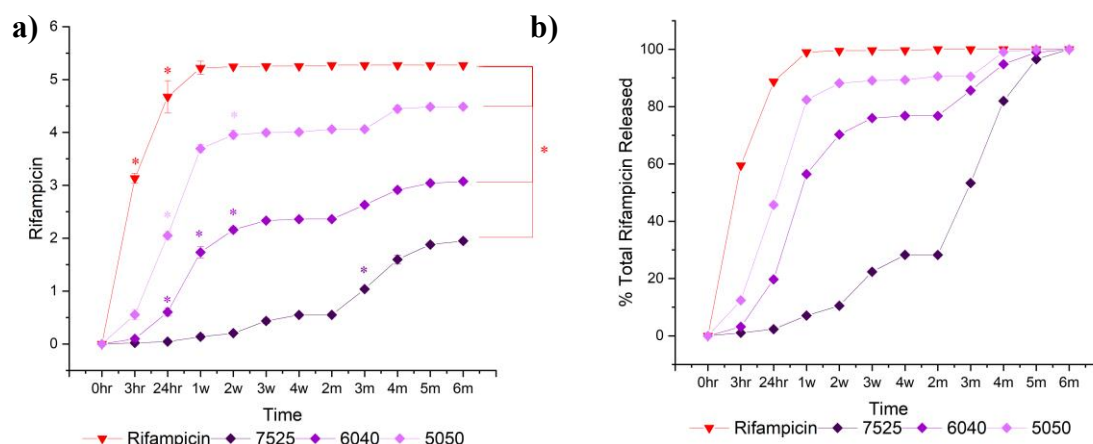 a)
b)
Rifampicin
6
5
4
3
2
1
0
* * * * * * * * *
0hr 3hr 24hr 1w 2w 3w 4w 2m 3m 4m 5m 6m
Time
Rifampicin 7525 6040 5050
% Total Rifampicin Released
100
80
60
40
20
0
0hr 3hr 24hr 1w 2w 3w 4w 2m 3m 4m 5m 6m
Time
Rifampicin 7525 6040 5050